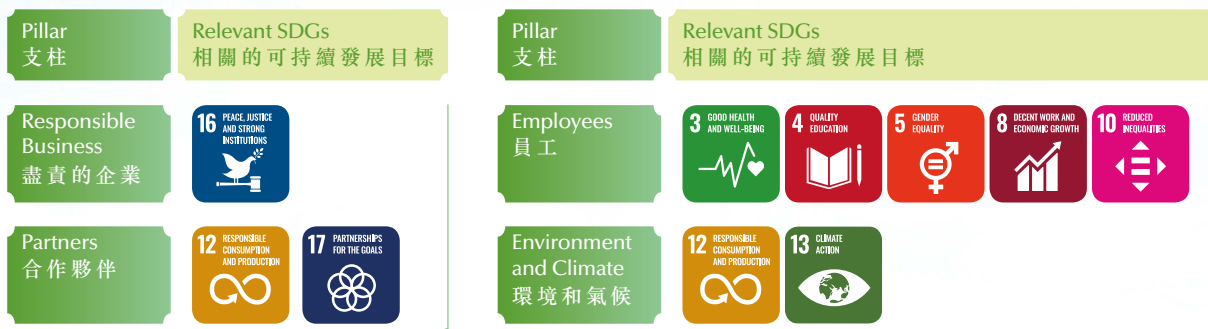 Pillar
支柱
Relevant SDGs
相關的可持續發展目標
Responsible
Business
盡責的企業
16 PEACE, JUSTICE
AND STRONG
INSTITUTIONS
Partners
合作夥伴
12 RESPONSIBLE
CONSUMPTION
AND PRODUCTION
17 PARTNERSHIPS
FOR THE GOALS
Pillar
支柱
Relevant SDGs
相關的可持續發展目標
Employees
員工
3 GOOD HEALTH
AND WELL-BEING
4 QUALITY
EDUCATION
5 GENDER
EQUALITY
8 DECENT WORK AND
ECONOMIC GROWTH
10 REDUCED
INEQUALITIES
Environment
and Climate
環境和氣候
12 RESPONSIBLE
CONSUMPTION
AND PRODUCTION
13 CLIMATE
ACTION